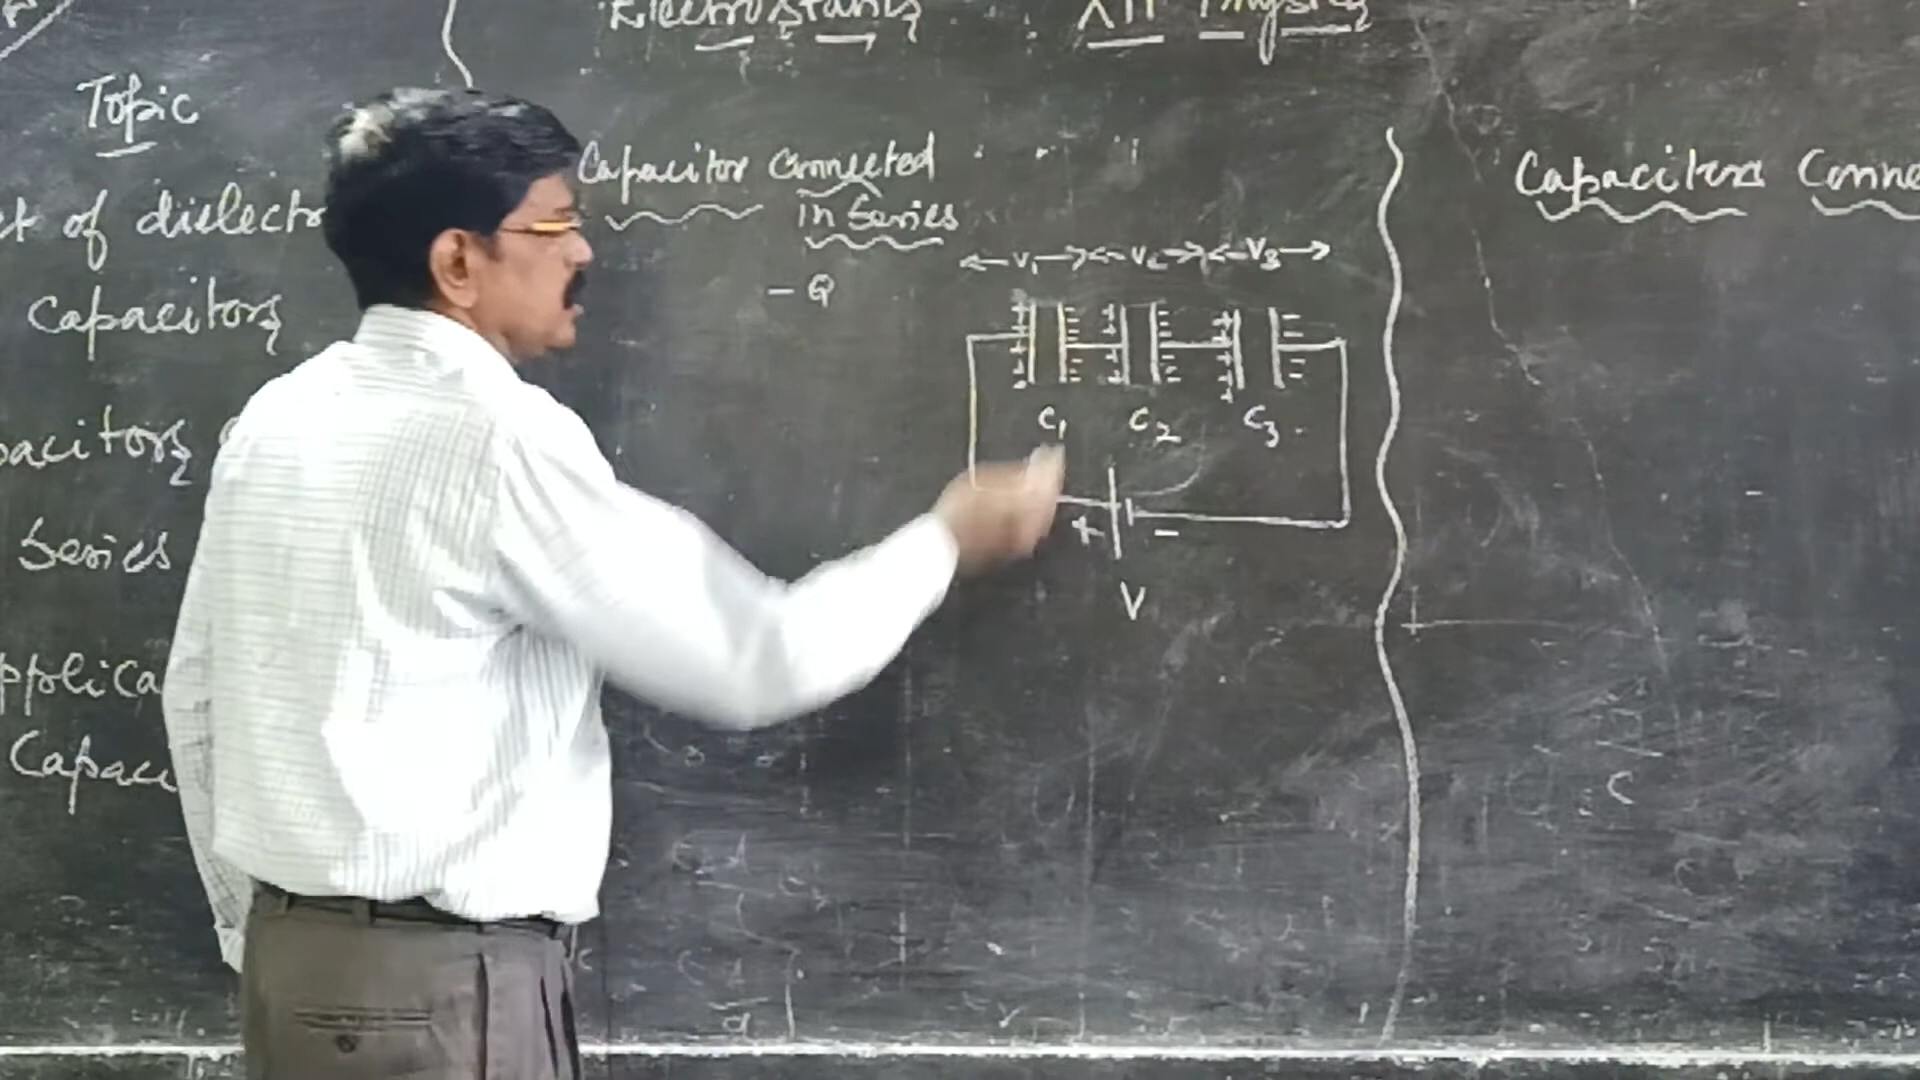 Electrostatics XII Physics
Topic
of dielectr
Capacitors
pacitors
Series
pplica
Capaci
Capacitor Connected
in Series
- Q
V₁ V₂ V₃
C₁ C₂ C₃
+ -
V
Capacitors Conne
C